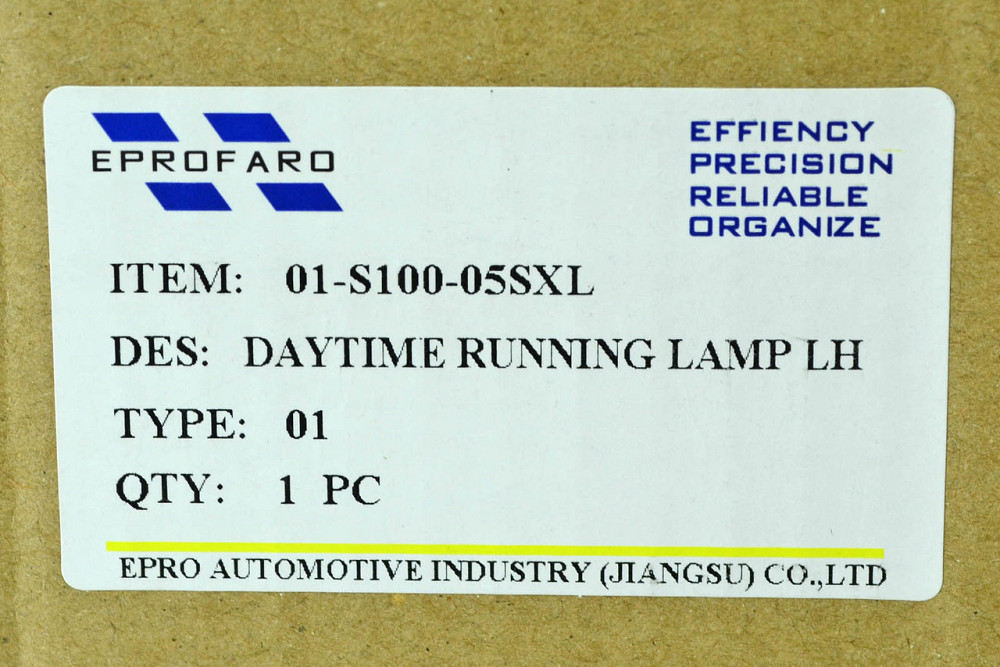 EPROFARO
EFFIENCY
PRECISION
RELIABLE
ORGANIZE
ITEM: 01-S100-05SXL
DES: DAYTIME RUNNING LAMP LH
TYPE: 01
QTY: 1 PC
EPRO AUTOMOTIVE INDUSTRY (JIANGSU) CO.,LTD